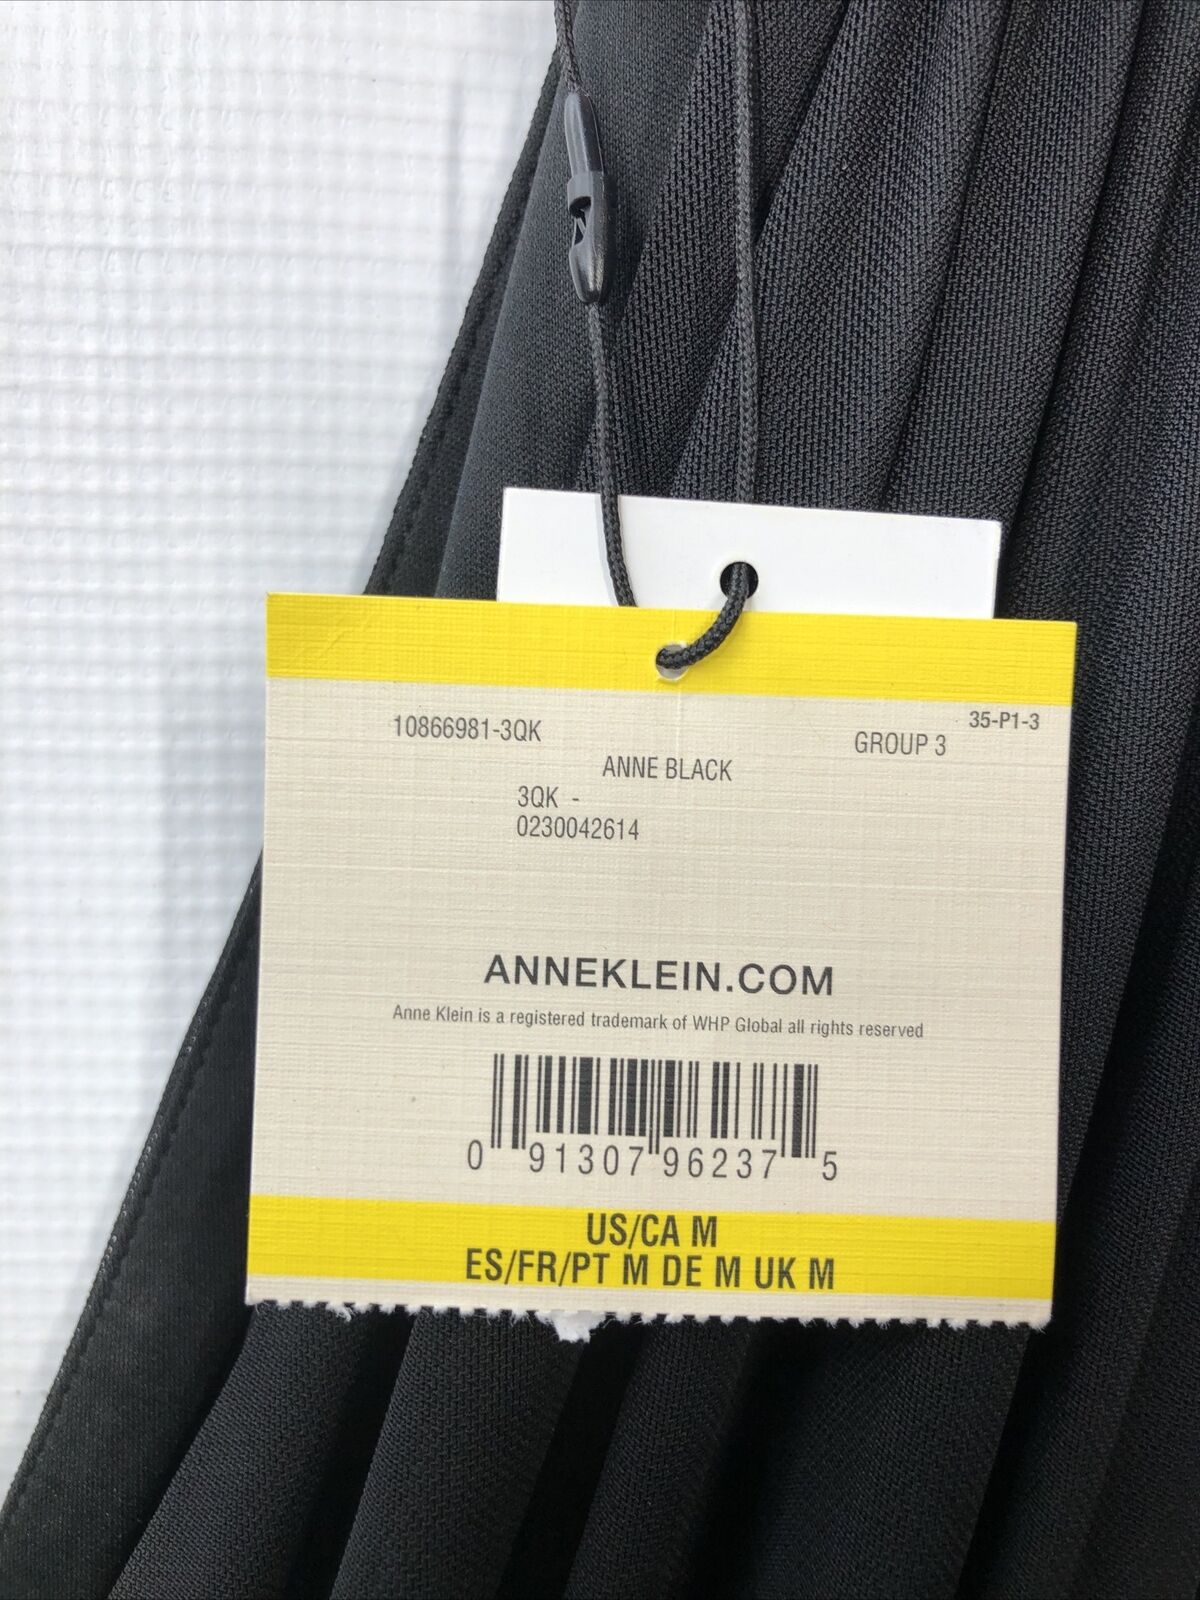 35-P1-3
10866981-3QK
GROUP 3
ANNE BLACK
3QK -
0230042614
ANNEKLEIN.COM
Anne Klein is a registered trademark of WHP Global all rights reserved
0 91307 96237 5
US/CA M
ES/FR/PT M DE M UK M